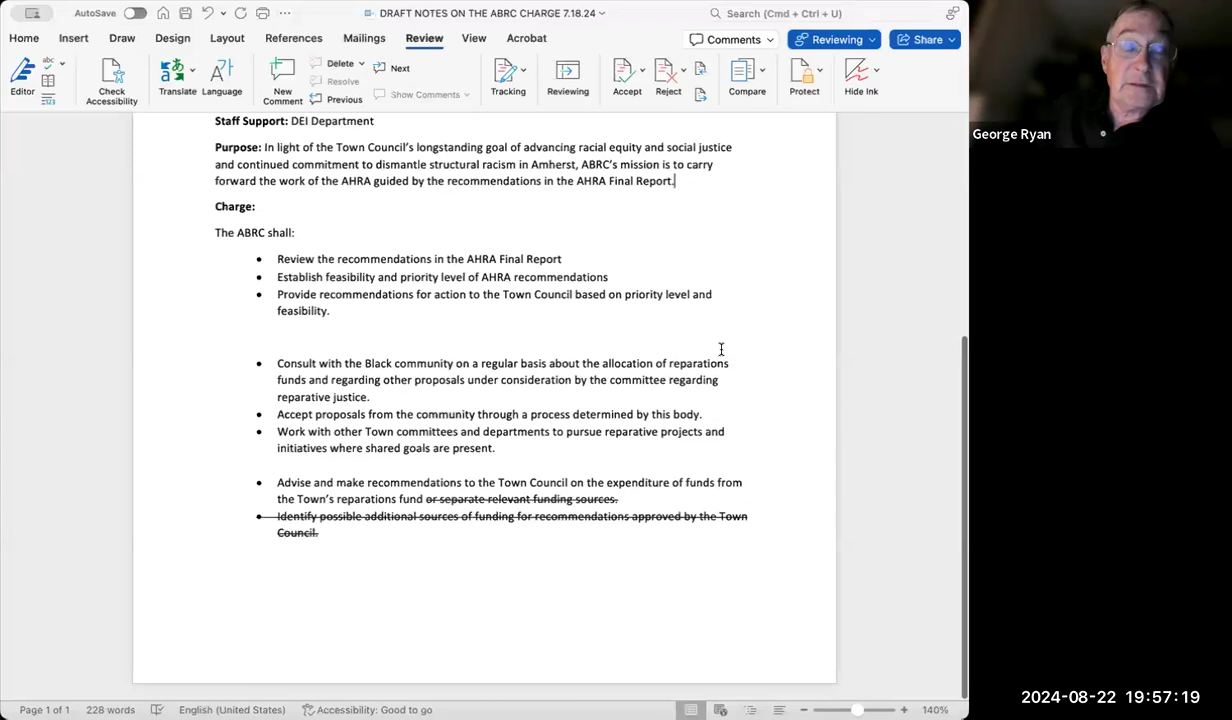 AutoSave
DRAFT NOTES ON THE ABRC CHARGE 7.18.24
Search (Cmd + Ctrl + U)
Home Insert Draw Design Layout References Mailings Review View Acrobat Comments Reviewing Share
Editor
Check Accessibility
Translate
Language
New Comment
Delete
Resolve
Previous
Next
Show Comments
Tracking
Reviewing
Accept
Reject
Compare
Protect
Hide Ink
George Ryan
Staff Support: DEI Department
Purpose: In light of the Town Council's longstanding goal of advancing racial equity and social justice
and continued commitment to dismantle structural racism in Amherst, ABRC's mission is to carry
forward the work of the AHRA guided by the recommendations in the AHRA Final Report.
Charge:
The ABRC shall:
• Review the recommendations in the AHRA Final Report
• Establish feasibility and priority level of AHRA recommendations
• Provide recommendations for action to the Town Council based on priority level and
feasibility.
• Consult with the Black community on a regular basis about the allocation of reparations
funds and regarding other proposals under consideration by the committee regarding
reparative justice.
• Accept proposals from the community through a process determined by this body.
• Work with other Town committees and departments to pursue reparative projects and
initiatives where shared goals are present.
• Advise and make recommendations to the Town Council on the expenditure of funds from
the Town's reparations fund or separate relevant funding sources.
• Identify possible additional sources of funding for recommendations approved by the Town
Council.
Page 1 of 1 228 words English (United States) Accessibility: Good to go 140%
2024-08-22 19:57:19